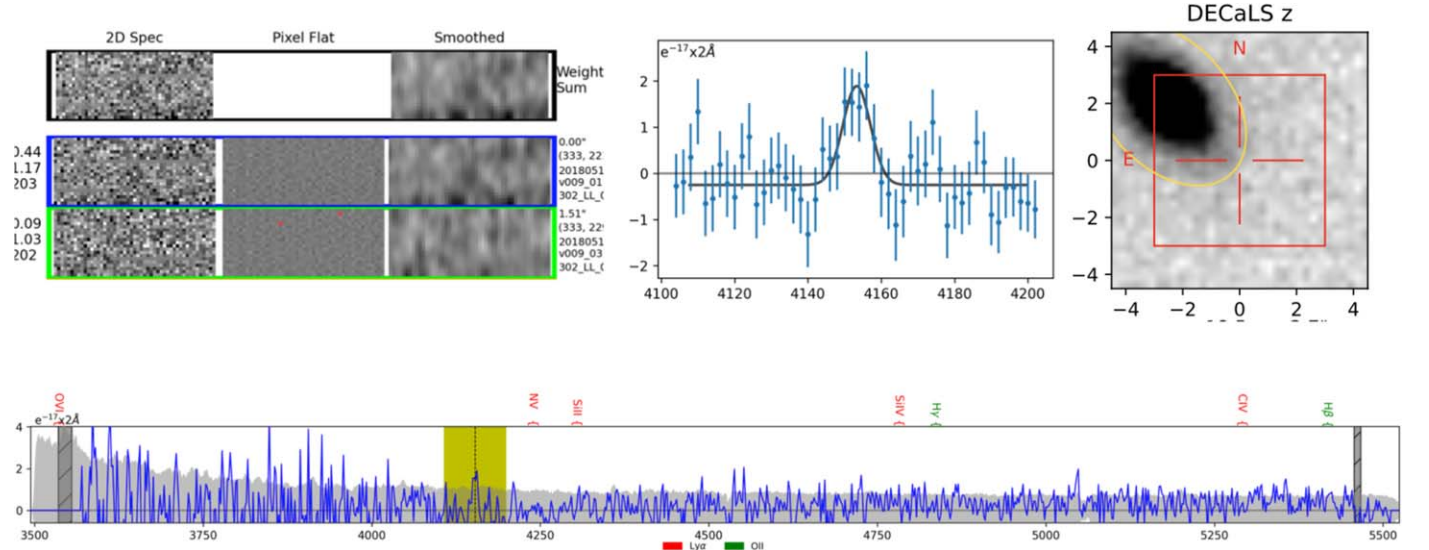 2D Spec Pixel Flat Smoothed
Weight
Sum
0.44
1.17
203
0.00"
(333, 22
2018051
v009_01
302_LL_0
0.09
1.03
202
1.51"
(333, 22
2018051
v009_03
302_LL_0
e⁻¹⁷x2Å
2
1
0
−1
−2
4100 4120 4140 4160 4180 4200
DECaLS z
4
2
0
−2
−4
N
E
−4 −2 0 2 4
OVI NV SiII SiIV Hγ CIV Hβ
e⁻¹⁷x2Å
4
2
0
3500 3750 4000 4250 4500 4750 5000 5250 5500
Lyα OII